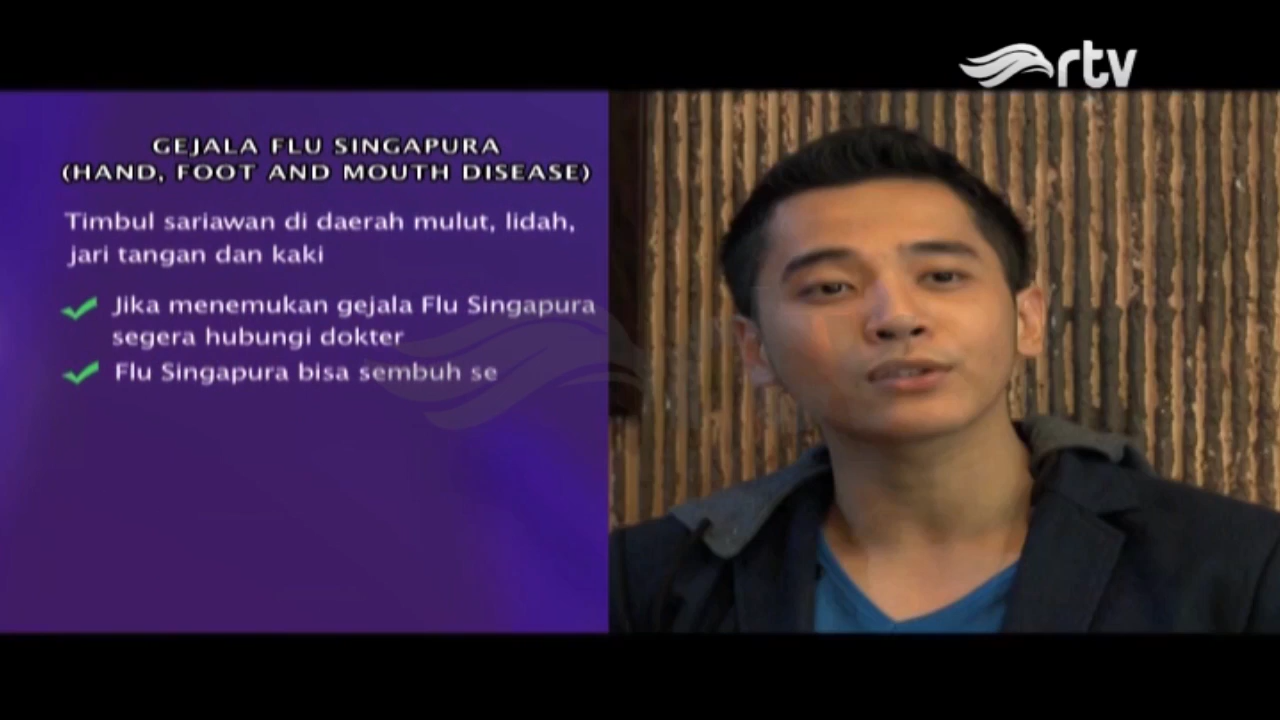 rtv
GEJALA FLU SINGAPURA
(HAND, FOOT AND MOUTH DISEASE)
Timbul sariawan di daerah mulut, lidah,
jari tangan dan kaki
Jika menemukan gejala Flu Singapura
segera hubungi dokter
Flu Singapura bisa sembuh se